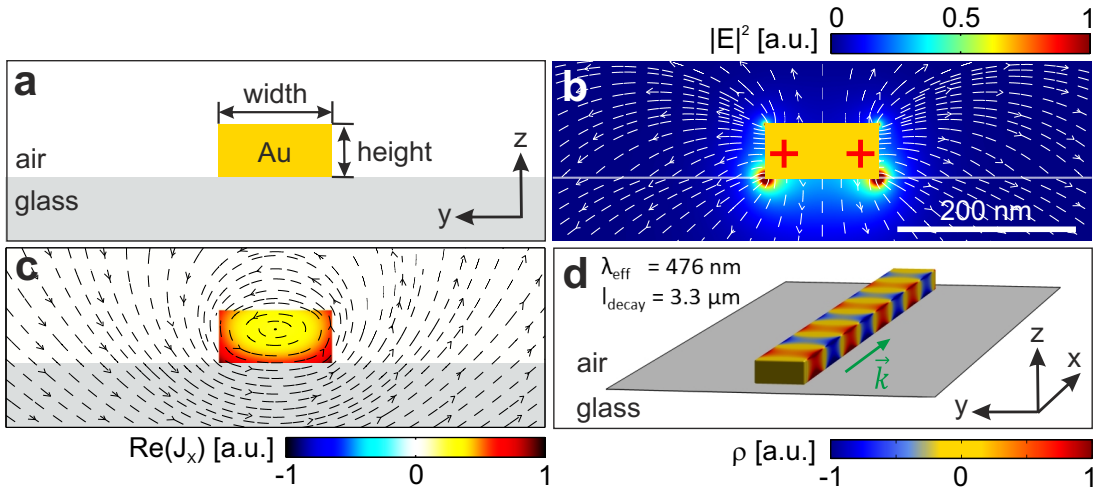 0 0.5 1
|E|² [a.u.]
a
width
Au
height
air
glass
z
y
b
+ +
200 nm
c
Re(Jₓ) [a.u.]
-1 0 1
d
λeff = 476 nm
ldecay = 3.3 µm
k⃗
air
glass
z
x
y
ρ [a.u.]
-1 0 1